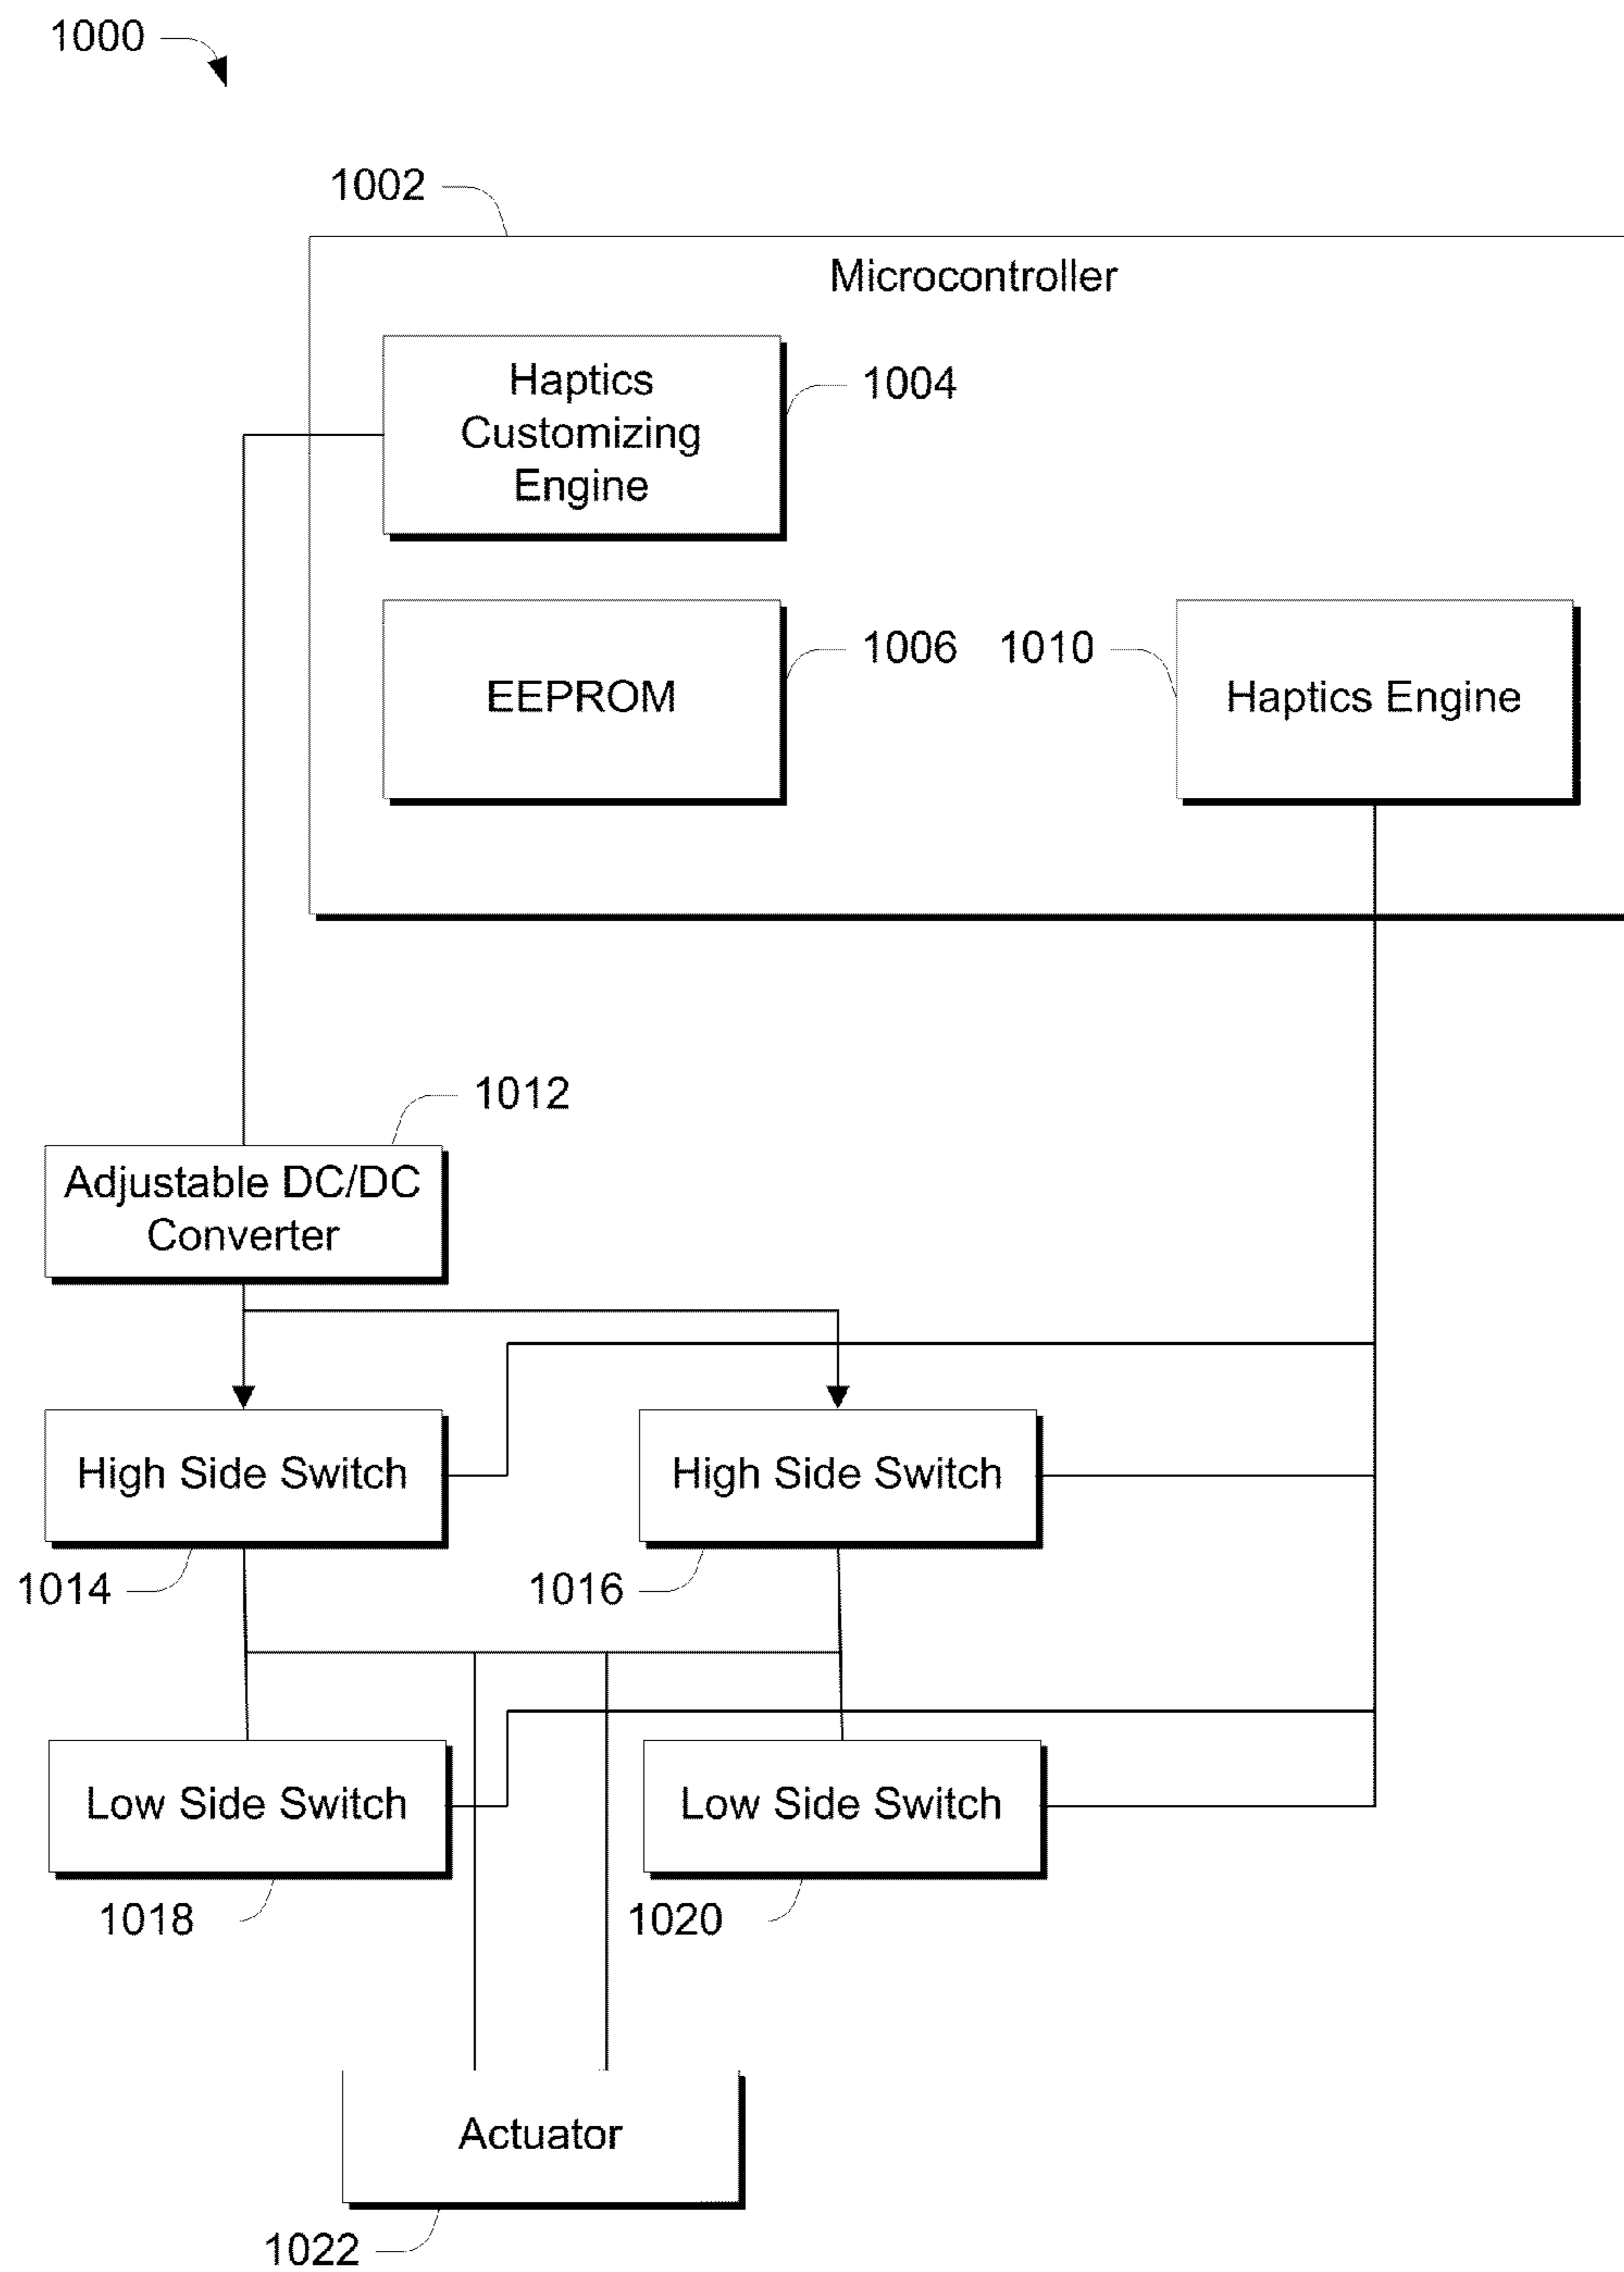 1000
1002
Microcontroller
Haptics
Customizing
Engine
1004
EEPROM
1006
1010
Haptics Engine
1012
Adjustable DC/DC
Converter
High Side Switch
High Side Switch
1014
1016
Low Side Switch
Low Side Switch
1018
1020
Actuator
1022